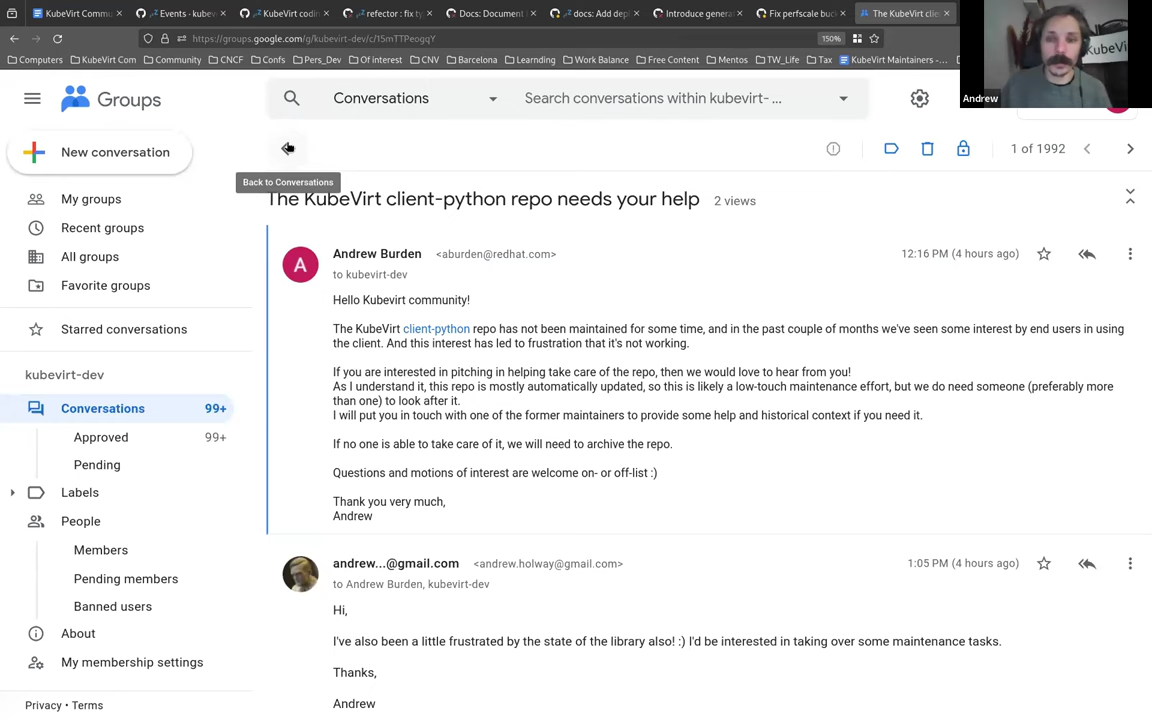 KubeVirt Commu
Events · kubev
KubeVirt codin
refactor : fix ty
Docs: Document
docs: Add dep
Introduce genera
Fix perfscale buc
The KubeVirt clie
https://groups.google.com/g/kubevirt-dev/c/15mTTPeogqY
150%
Computers
KubeVirt Com
Community
CNCF
Confs
Pers_Dev
Of interest
CNV
Barcelona
Learnding
Work Balance
Free Content
Mentos
TW_Life
Tax
KubeVirt Maintainers -...
KubeVi
Andrew
Groups
Conversations
Search conversations within kubevirt- ...
New conversation
1 of 1992
Back to Conversations
My groups
Recent groups
All groups
Favorite groups
Starred conversations
kubevirt-dev
Conversations 99+
Approved 99+
Pending
Labels
People
Members
Pending members
Banned users
About
My membership settings
Privacy • Terms
The KubeVirt client-python repo needs your help 2 views
A
Andrew Burden <aburden@redhat.com> 12:16 PM (4 hours ago)
to kubevirt-dev
Hello Kubevirt community!
The KubeVirt client-python repo has not been maintained for some time, and in the past couple of months we've seen some interest by end users in using
the client. And this interest has led to frustration that it's not working.
If you are interested in pitching in helping take care of the repo, then we would love to hear from you!
As I understand it, this repo is mostly automatically updated, so this is likely a low-touch maintenance effort, but we do need someone (preferably more
than one) to look after it.
I will put you in touch with one of the former maintainers to provide some help and historical context if you need it.
If no one is able to take care of it, we will need to archive the repo.
Questions and motions of interest are welcome on- or off-list :)
Thank you very much,
Andrew
andrew...@gmail.com <andrew.holway@gmail.com> 1:05 PM (4 hours ago)
to Andrew Burden, kubevirt-dev
Hi,
I've also been a little frustrated by the state of the library also! :) I'd be interested in taking over some maintenance tasks.
Thanks,
Andrew